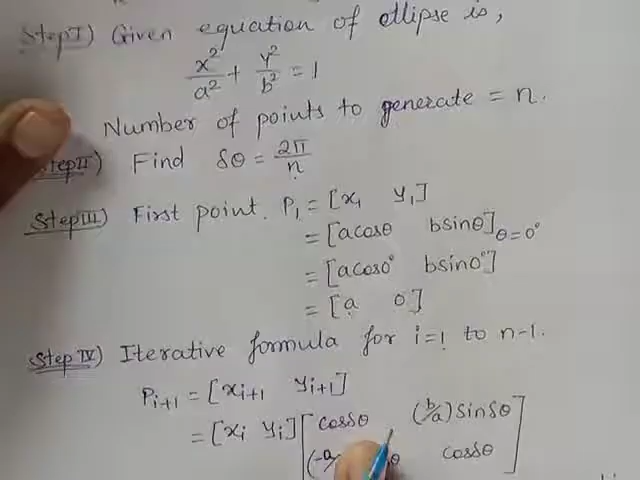 Step I) Given equation of ellipse is,
x²/a² + y²/b² = 1
Number of points to generate = n.
Step II) Find δθ = 2π/n
Step III) First point. P₁ = [x₁ y₁]
= [acosθ bsinθ]θ=0°
= [acos0° bsin0°]
= [a 0]
Step IV) Iterative formula for i=1 to n-1.
Pᵢ₊₁ = [xᵢ₊₁ yᵢ₊₁]
= [xᵢ yᵢ] [cosδθ (b/a)sinδθ
(-a/ θ cosδθ]